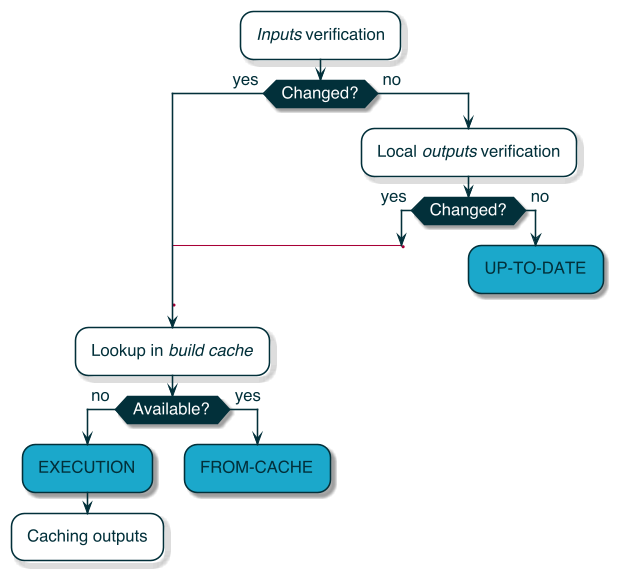 Inputs verification
yes
Changed?
no
Local outputs verification
yes
Changed?
no
UP-TO-DATE
Lookup in build cache
no
Available?
yes
EXECUTION
FROM-CACHE
Caching outputs